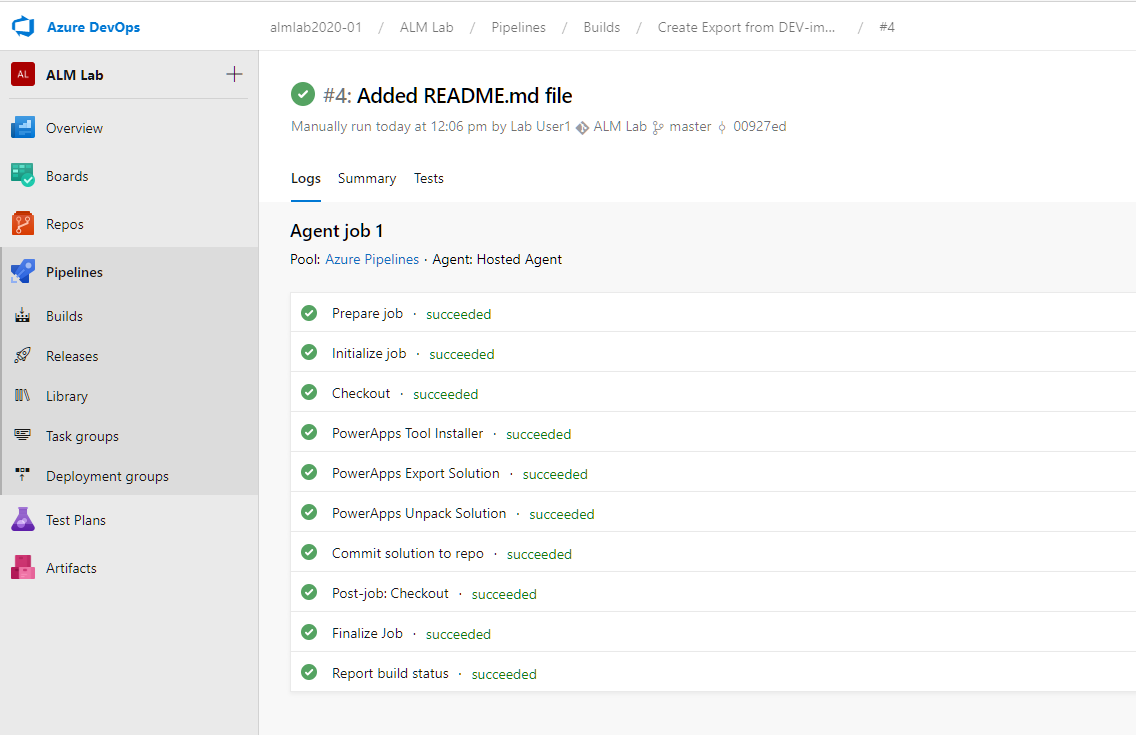 Azure DevOps
almlab2020-01 / ALM Lab / Pipelines / Builds / Create Export from DEV-im... / #4
AL ALM Lab
Overview
Boards
Repos
Pipelines
Builds
Releases
Library
Task groups
Deployment groups
Test Plans
Artifacts
#4: Added README.md file
Manually run today at 12:06 pm by Lab User1 ALM Lab master 00927ed
Logs Summary Tests
Agent job 1
Pool: Azure Pipelines · Agent: Hosted Agent
Prepare job · succeeded
Initialize job · succeeded
Checkout · succeeded
PowerApps Tool Installer · succeeded
PowerApps Export Solution · succeeded
PowerApps Unpack Solution · succeeded
Commit solution to repo · succeeded
Post-job: Checkout · succeeded
Finalize Job · succeeded
Report build status · succeeded